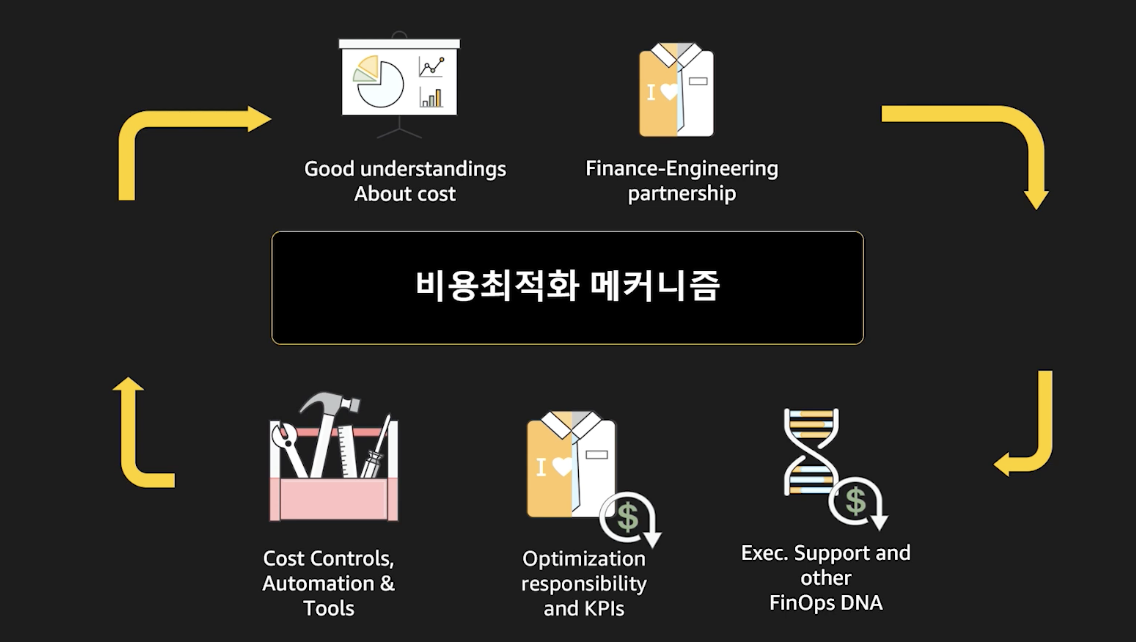 I
Good understandings
About cost
Finance-Engineering
partnership
비용최적화 메커니즘
I
$
$
Cost Controls,
Automation &
Tools
Optimization
responsibility
and KPIs
Exec. Support and
other
FinOps DNA